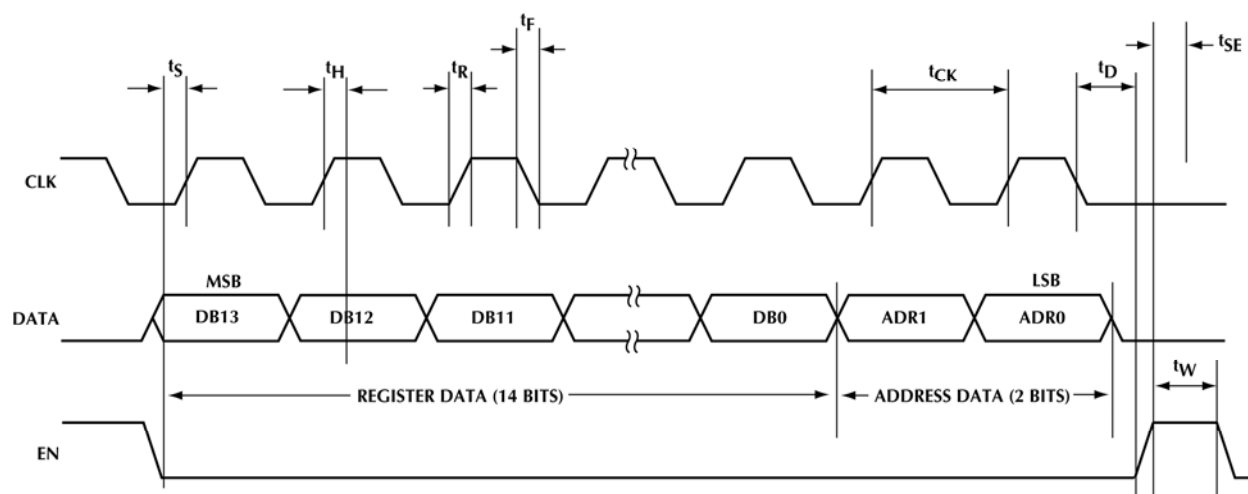 tF
tSE
tS
tH
tR
tCK
tD
CLK
MSB
LSB
DATA
DB13
DB12
DB11
DB0
ADR1
ADR0
tW
REGISTER DATA (14 BITS)
ADDRESS DATA (2 BITS)
EN